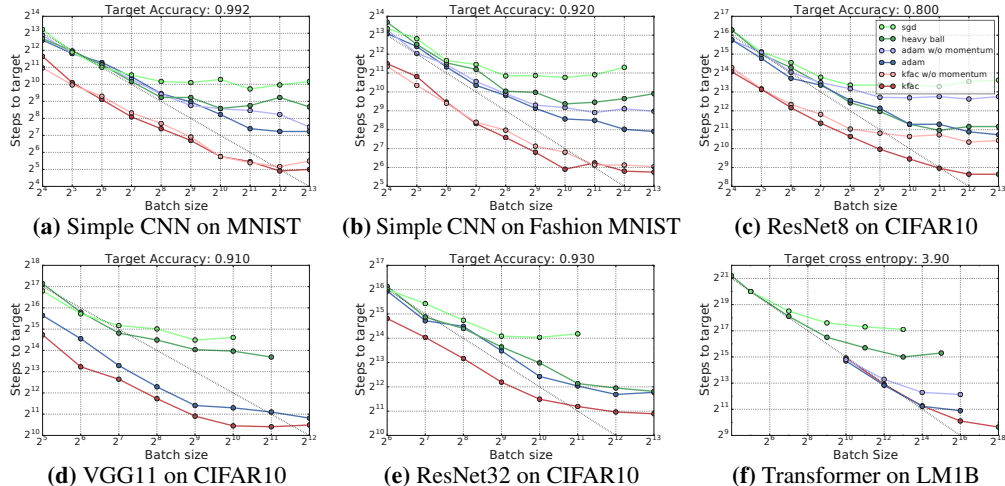 Target Accuracy: 0.992
Steps to target
2^14
2^13
2^12
2^11
2^10
2^9
2^8
2^7
2^6
2^5
2^4
2^4 2^5 2^6 2^7 2^8 2^9 2^10 2^11 2^12 2^13
Batch size
(a) Simple CNN on MNIST
Target Accuracy: 0.920
Steps to target
2^14
2^13
2^12
2^11
2^10
2^9
2^8
2^7
2^6
2^5
2^4 2^5 2^6 2^7 2^8 2^9 2^10 2^11 2^12 2^13
Batch size
(b) Simple CNN on Fashion MNIST
Target Accuracy: 0.800
Steps to target
2^17
2^16
2^15
2^14
2^13
2^12
2^11
2^10
2^9
2^8
sgd
heavy ball
adam w/o momentum
adam
kfac w/o momentum
kfac
2^4 2^5 2^6 2^7 2^8 2^9 2^10 2^11 2^12 2^13
Batch size
(c) ResNet8 on CIFAR10
Target Accuracy: 0.910
Steps to target
2^18
2^17
2^16
2^15
2^14
2^13
2^12
2^11
2^10
2^5 2^6 2^7 2^8 2^9 2^10 2^11 2^12
Batch size
(d) VGG11 on CIFAR10
Target Accuracy: 0.930
Steps to target
2^17
2^16
2^15
2^14
2^13
2^12
2^11
2^10
2^6 2^7 2^8 2^9 2^10 2^11 2^12 2^13
Batch size
(e) ResNet32 on CIFAR10
Target cross entropy: 3.90
Steps to target
2^21
2^18
2^15
2^13
2^11
2^9
2^6 2^8 2^10 2^12 2^14 2^16 2^18
Batch Size
(f) Transformer on LM1B